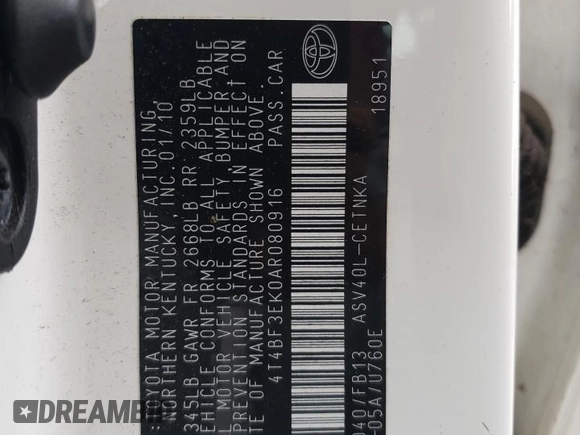 TOYOTA MOTOR MANUFACTURING,
NORTHERN KENTUCKY, INC. 01/10
345LB GAWR FR 2668LB RR 2359LB
VEHICLE CONFORMS TO ALL APPLICABLE
MOTOR VEHICLE SAFETY, BUMPER AND
PREVENTION STANDARDS IN EFFECT ON
OF MANUFACTURE SHOWN ABOVE.
4T4BF3EK0AR080916 PASS. CAR
040/FB13 ASV40L-CETNKA
-05A/U760E 18951
DREAMBID